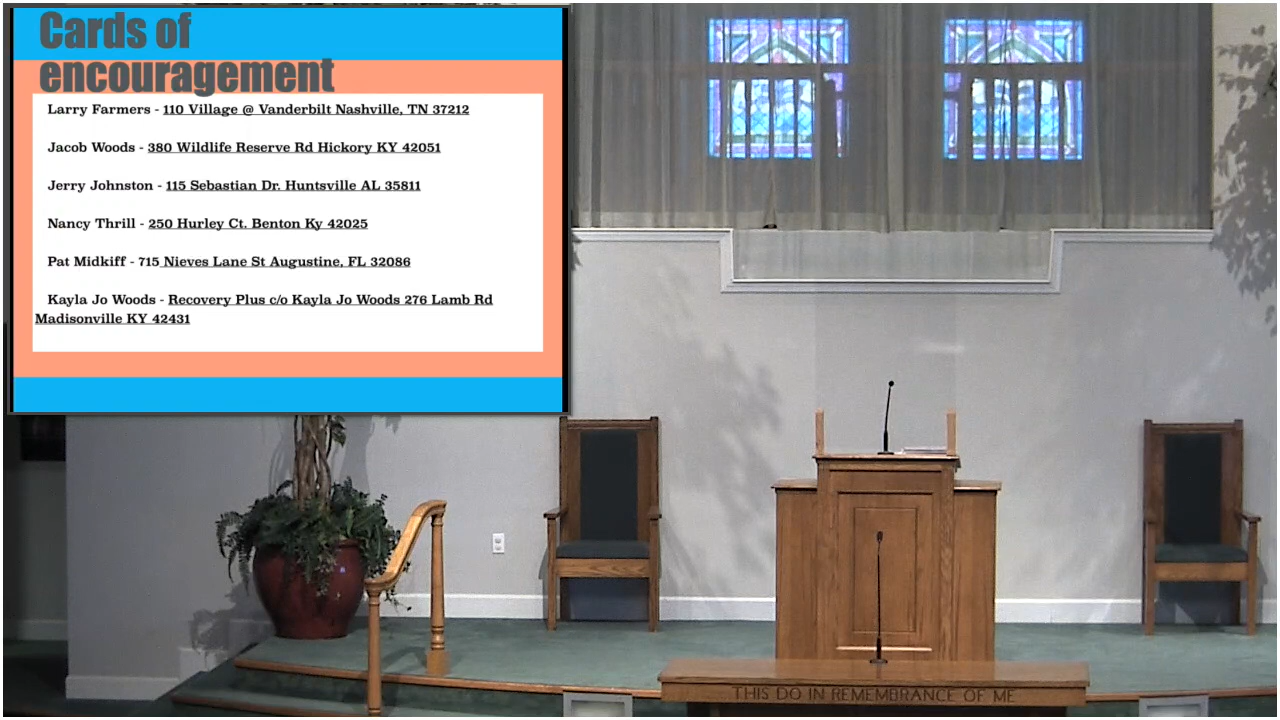 Cards of
encouragement
Larry Farmers - 110 Village @ Vanderbilt Nashville, TN 37212
Jacob Woods - 380 Wildlife Reserve Rd Hickory KY 42051
Jerry Johnston - 115 Sebastian Dr. Huntsville AL 35811
Nancy Thrill - 250 Hurley Ct. Benton Ky 42025
Pat Midkiff - 715 Nieves Lane St Augustine, FL 32086
Kayla Jo Woods - Recovery Plus c/o Kayla Jo Woods 276 Lamb Rd
Madisonville KY 42431
THIS DO IN REMEMBRANCE OF ME